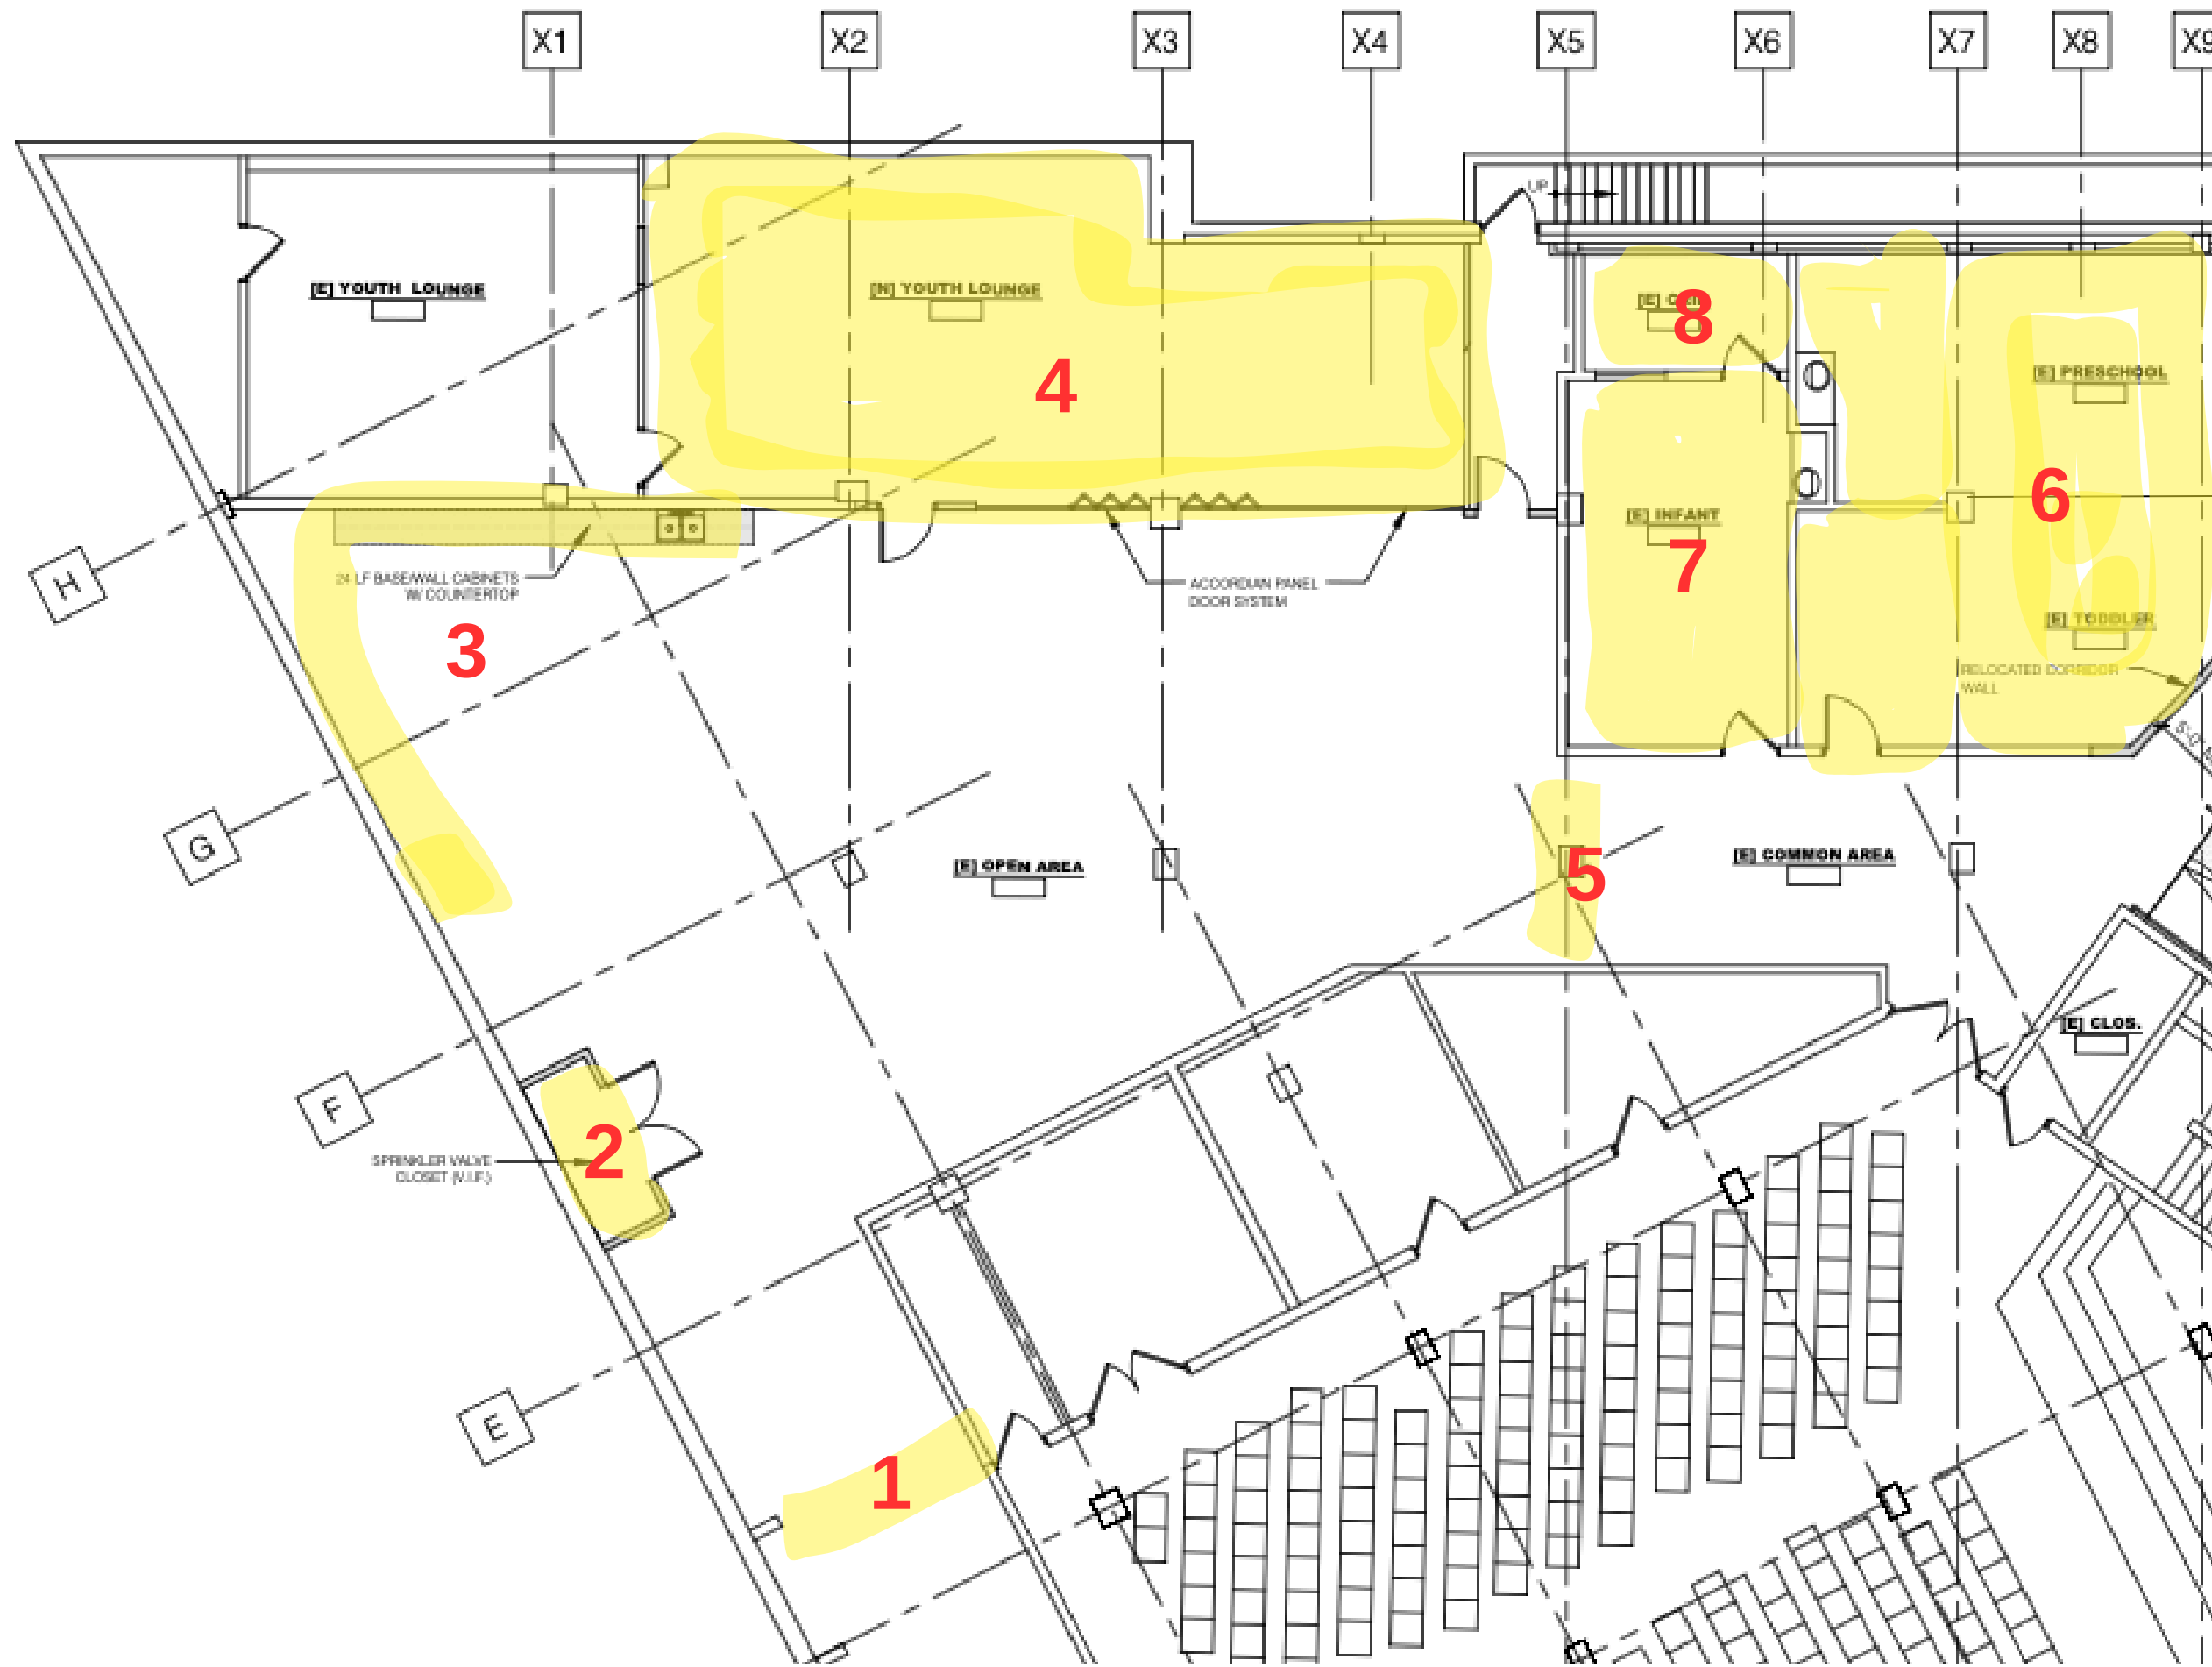 X1 X2 X3 X4 X5 X6 X7 X8 X9
UP
[E] YOUTH LOUNGE
[N] YOUTH LOUNGE
[E]
8
4
[E] PRESCHOOL
6
[E] INFANT
7
H
24 LF BASE/WALL CABINETS
W/ COUNTERTOP
ACCORDIAN PANEL
DOOR SYSTEM
3
[E] TODDLER
RELOCATED CORRIDOR
WALL
G
[E] OPEN AREA
5
[E] COMMON AREA
[E] CLOS.
F
SPRINKLER VALVE
CLOSET (V.I.F.)
2
E
1